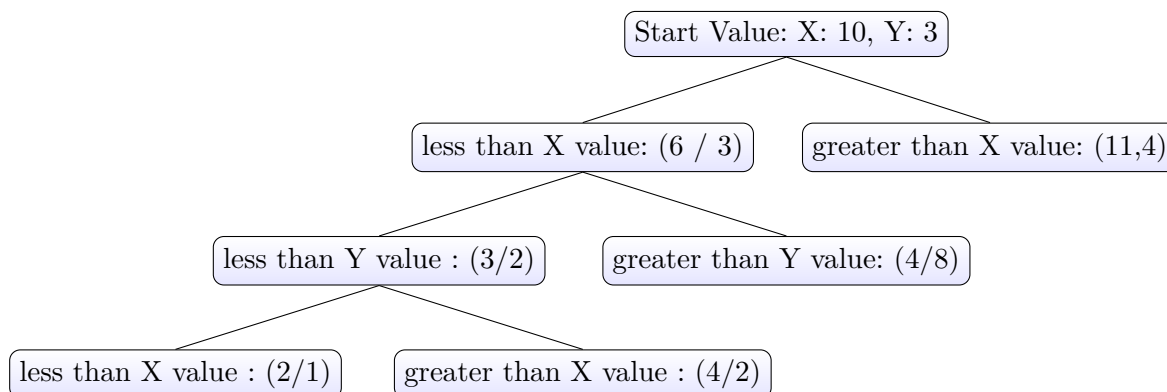 Start Value: X: 10, Y: 3
less than X value: (6 / 3)
greater than X value: (11,4)
less than Y value : (3/2)
greater than Y value: (4/8)
less than X value : (2/1)
greater than X value : (4/2)